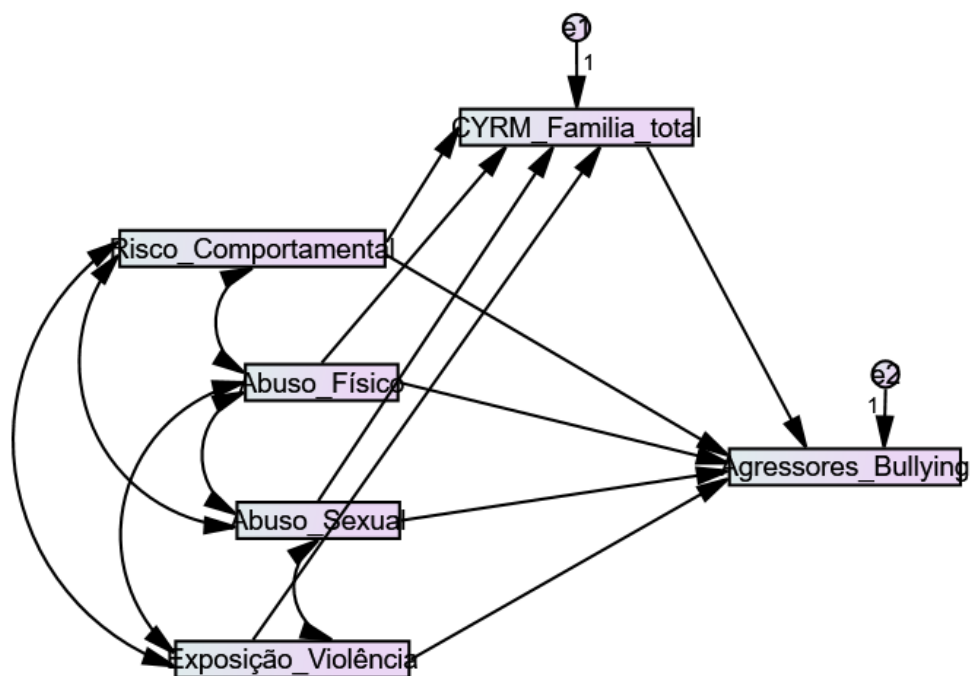 e1
1
CYRM_Familia_total
Risco_Comportamental
Abuso_Físico
e2
1
Agressores_Bullying
Abuso_Sexual
Exposição_Violência